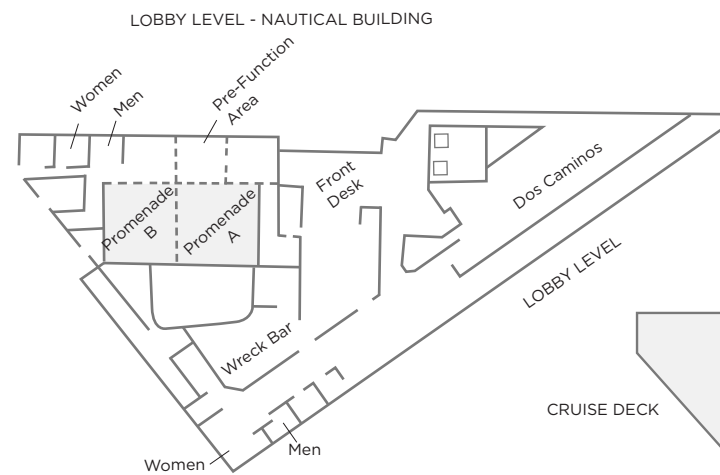 LOBBY LEVEL - NAUTICAL BUILDING
Women
Men
Pre-Function
Area
Front
Desk
Dos Caminos
Promenade
B
Promenade
A
LOBBY LEVEL
Wreck Bar
CRUISE DECK
Men
Women